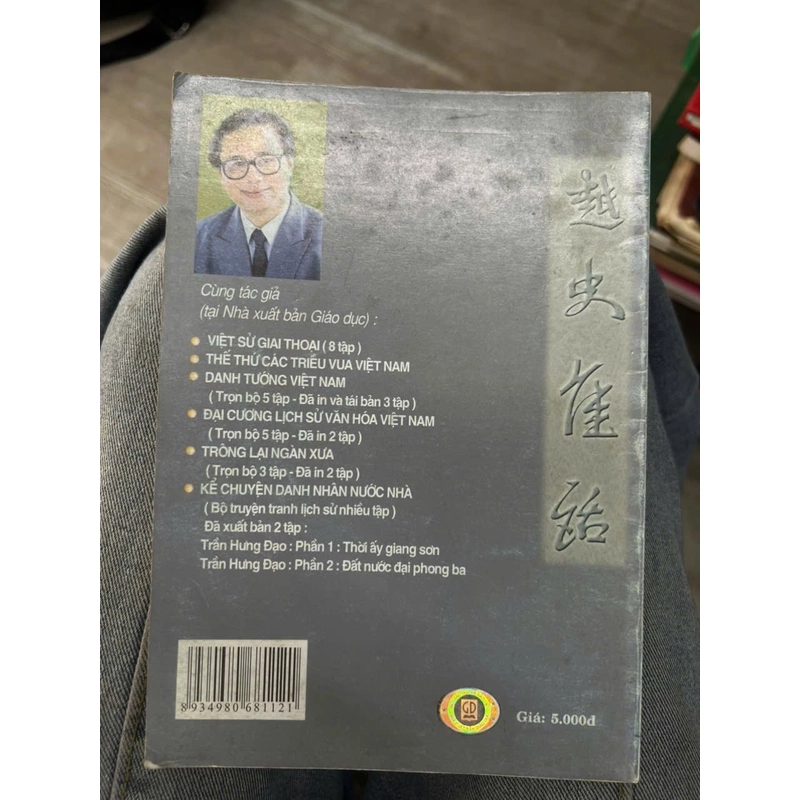 Cùng tác giả
(tại Nhà xuất bản Giáo dục) :
VIỆT SỬ GIAI THOẠI ( 8 tập )
THẾ THỨ CÁC TRIỀU VUA VIỆT NAM
DANH TƯỚNG VIỆT NAM
( Trọn bộ 5 tập - Đã in và tái bản 3 tập )
ĐẠI CƯƠNG LỊCH SỬ VĂN HÓA VIỆT NAM
( Trọn bộ 5 tập - Đã in 2 tập )
TRÔNG LẠI NGÀN XƯA
( Trọn bộ 3 tập - Đã in 2 tập )
KỂ CHUYỆN DANH NHÂN NƯỚC NHÀ
( Bộ truyện tranh lịch sử nhiều tập )
Đã xuất bản 2 tập :
Trần Hưng Đạo : Phần 1 : Thời ấy giang sơn
Trần Hưng Đạo : Phần 2 : Đất nước đại phong ba
越史佳話
8 934980 681121
GD
Giá: 5.000đ